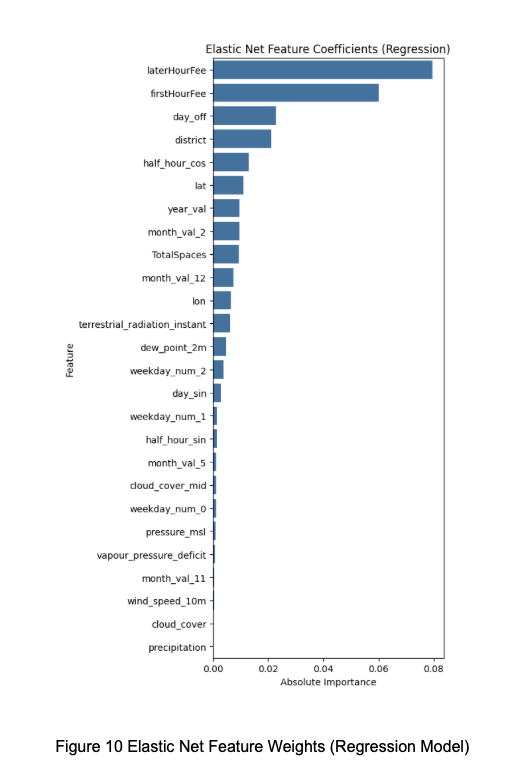 Elastic Net Feature Coefficients (Regression)
laterHourFee
firstHourFee
day_off
district
half_hour_cos
lat
year_val
month_val_2
TotalSpaces
month_val_12
lon
terrestrial_radiation_instant
dew_point_2m
weekday_num_2
day_sin
weekday_num_1
half_hour_sin
month_val_5
cloud_cover_mid
weekday_num_0
pressure_msl
vapour_pressure_deficit
month_val_11
wind_speed_10m
cloud_cover
precipitation
Feature
0.00 0.02 0.04 0.06 0.08
Absolute Importance
Figure 10 Elastic Net Feature Weights (Regression Model)